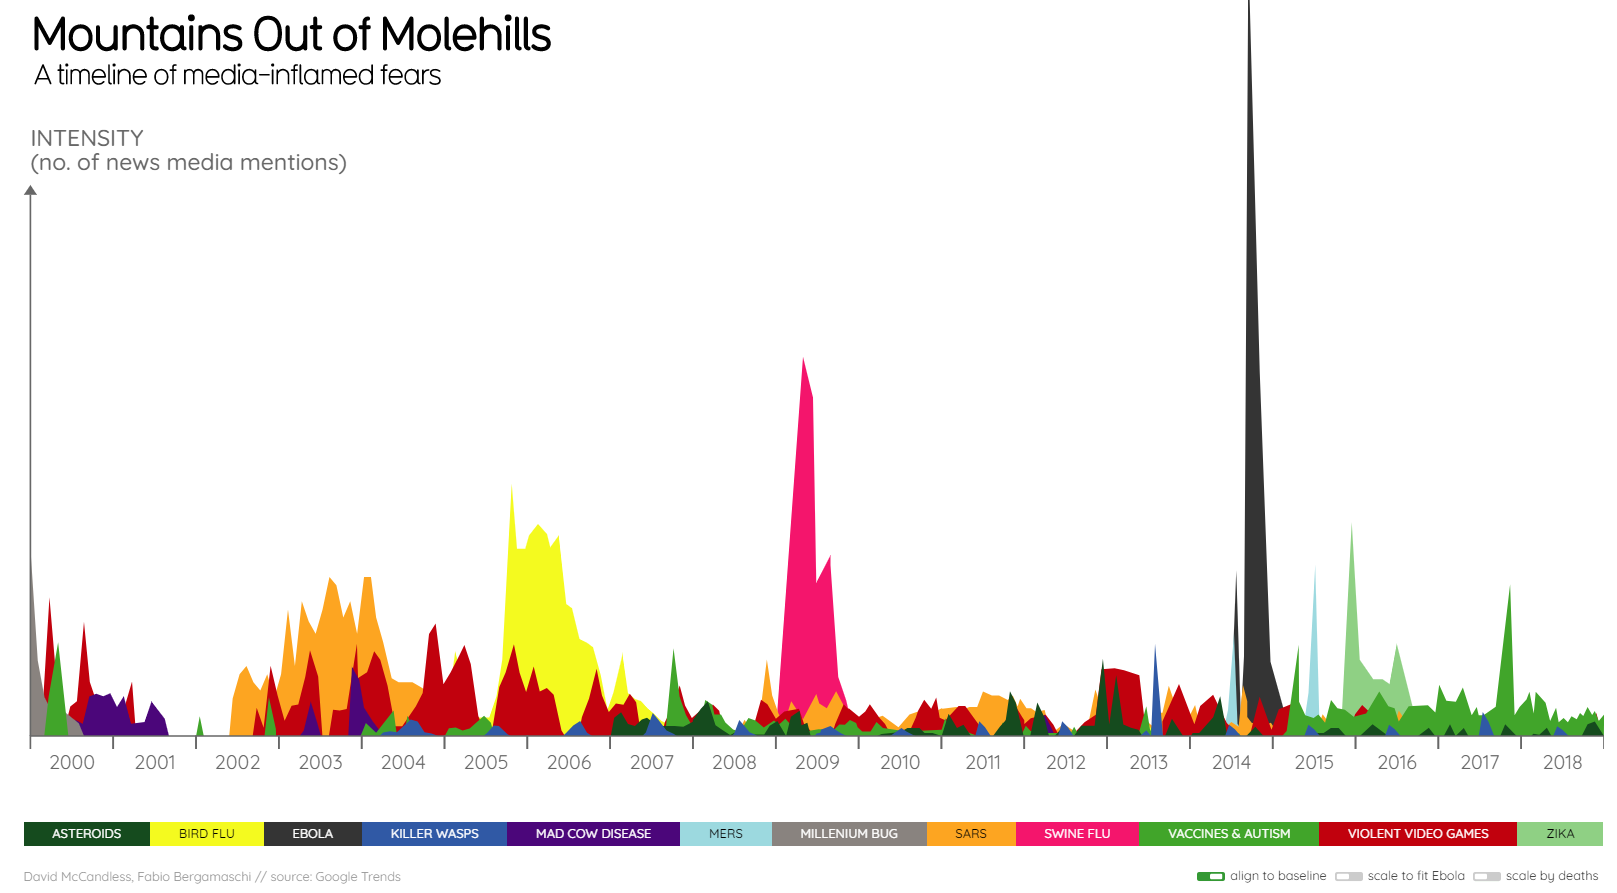 Mountains Out of Molehills
A timeline of media-inflamed fears
INTENSITY
(no. of news media mentions)
2000 2001 2002 2003 2004 2005 2006 2007 2008 2009 2010 2011 2012 2013 2014 2015 2016 2017 2018
ASTEROIDS BIRD FLU EBOLA KILLER WASPS MAD COW DISEASE MERS MILLENIUM BUG SARS SWINE FLU VACCINES & AUTISM VIOLENT VIDEO GAMES ZIKA
David McCandless, Fabio Bergamaschi // source: Google Trends align to baseline scale to fit Ebola scale by deaths